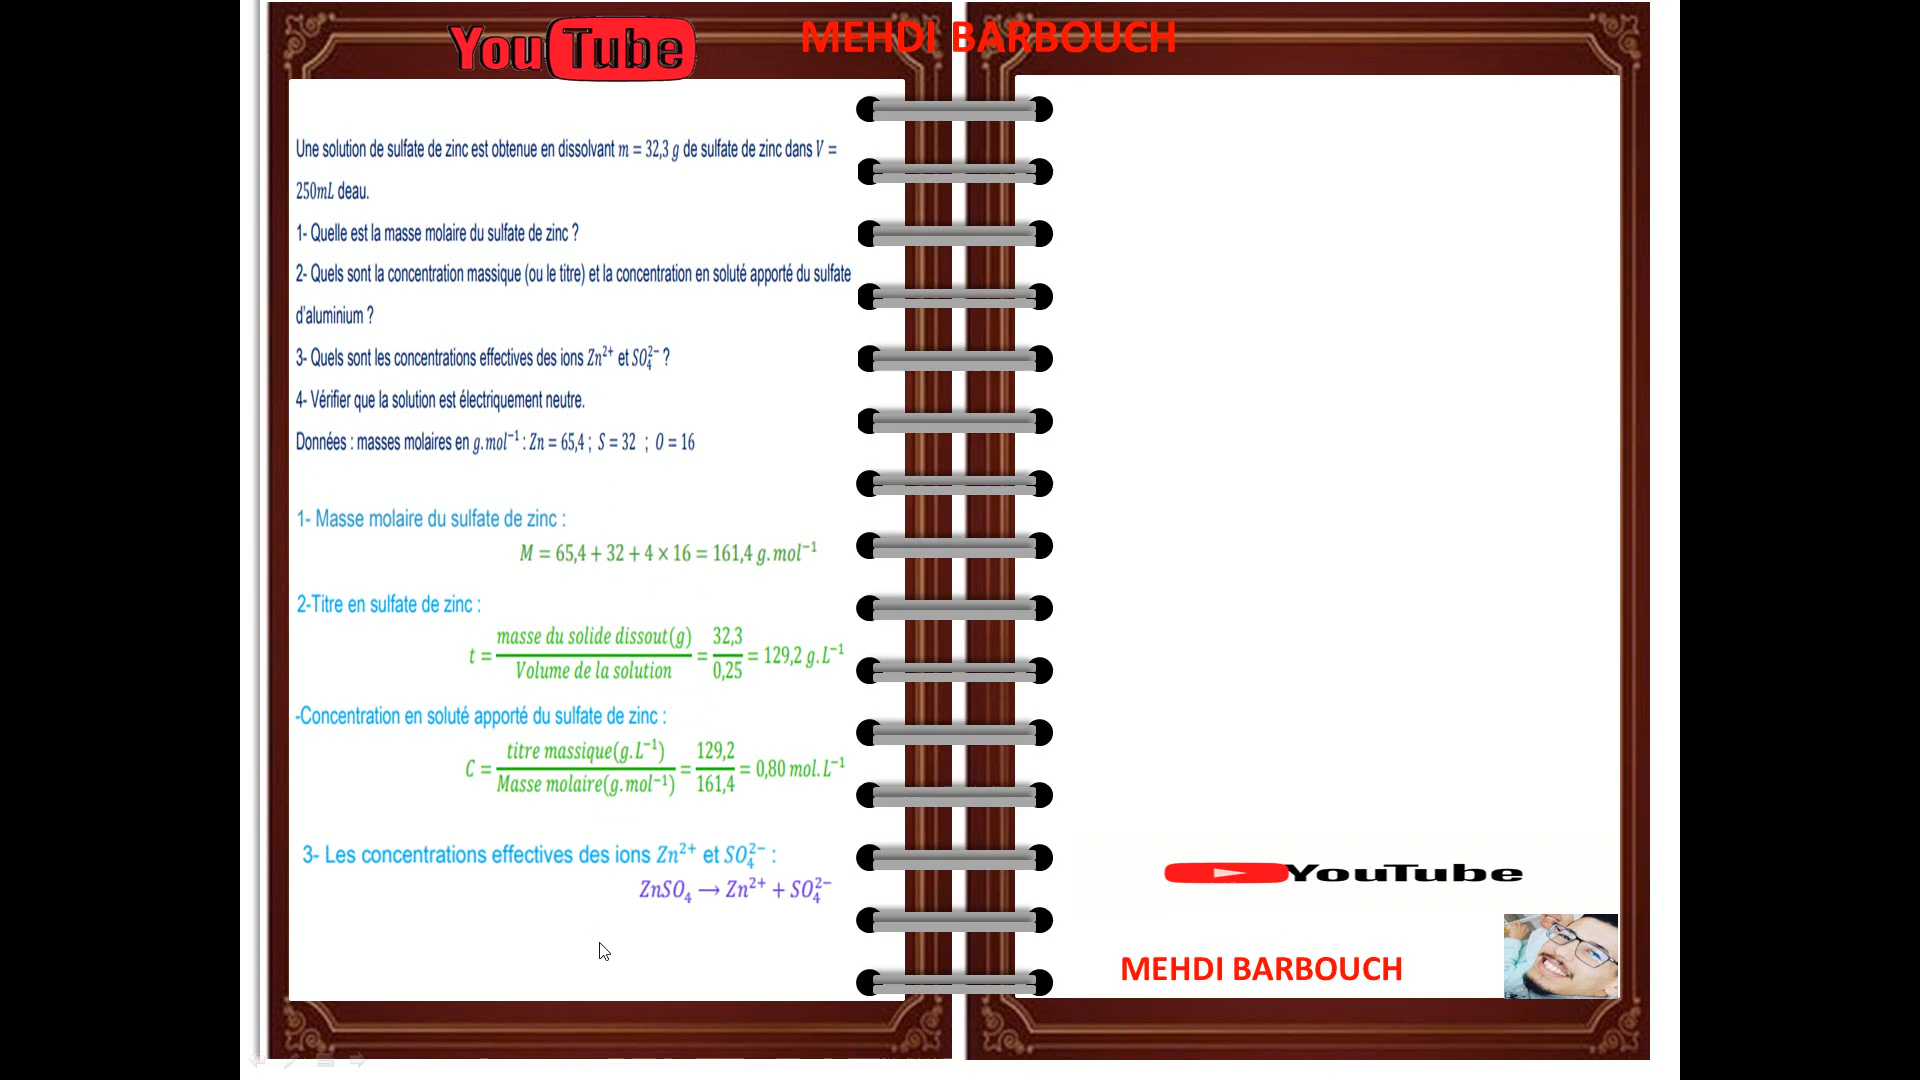 YouTube
MEHDI BARBOUCH
Une solution de sulfate de zinc est obtenue en dissolvant m = 32,3 g de sulfate de zinc dans V =
250mL deau.
1- Quelle est la masse molaire du sulfate de zinc ?
2- Quels sont la concentration massique (ou le titre) et la concentration en soluté apporté du sulfate
d'aluminium ?
3- Quels sont les concentrations effectives des ions Zn²⁺ et SO₄²⁻ ?
4- Vérifier que la solution est électriquement neutre.
Données : masses molaires en g.mol⁻¹ : Zn = 65,4 ; S = 32 ; O = 16
1- Masse molaire du sulfate de zinc :
M = 65,4 + 32 + 4 × 16 = 161,4 g.mol⁻¹
2-Titre en sulfate de zinc :
t = masse du solide dissout(g) / Volume de la solution = 32,3 / 0,25 = 129,2 g.L⁻¹
-Concentration en soluté apporté du sulfate de zinc :
C = titre massique(g.L⁻¹) / Masse molaire(g.mol⁻¹) = 129,2 / 161,4 = 0,80 mol.L⁻¹
3- Les concentrations effectives des ions Zn²⁺ et SO₄²⁻ :
ZnSO₄ → Zn²⁺ + SO₄²⁻
YouTube
MEHDI BARBOUCH